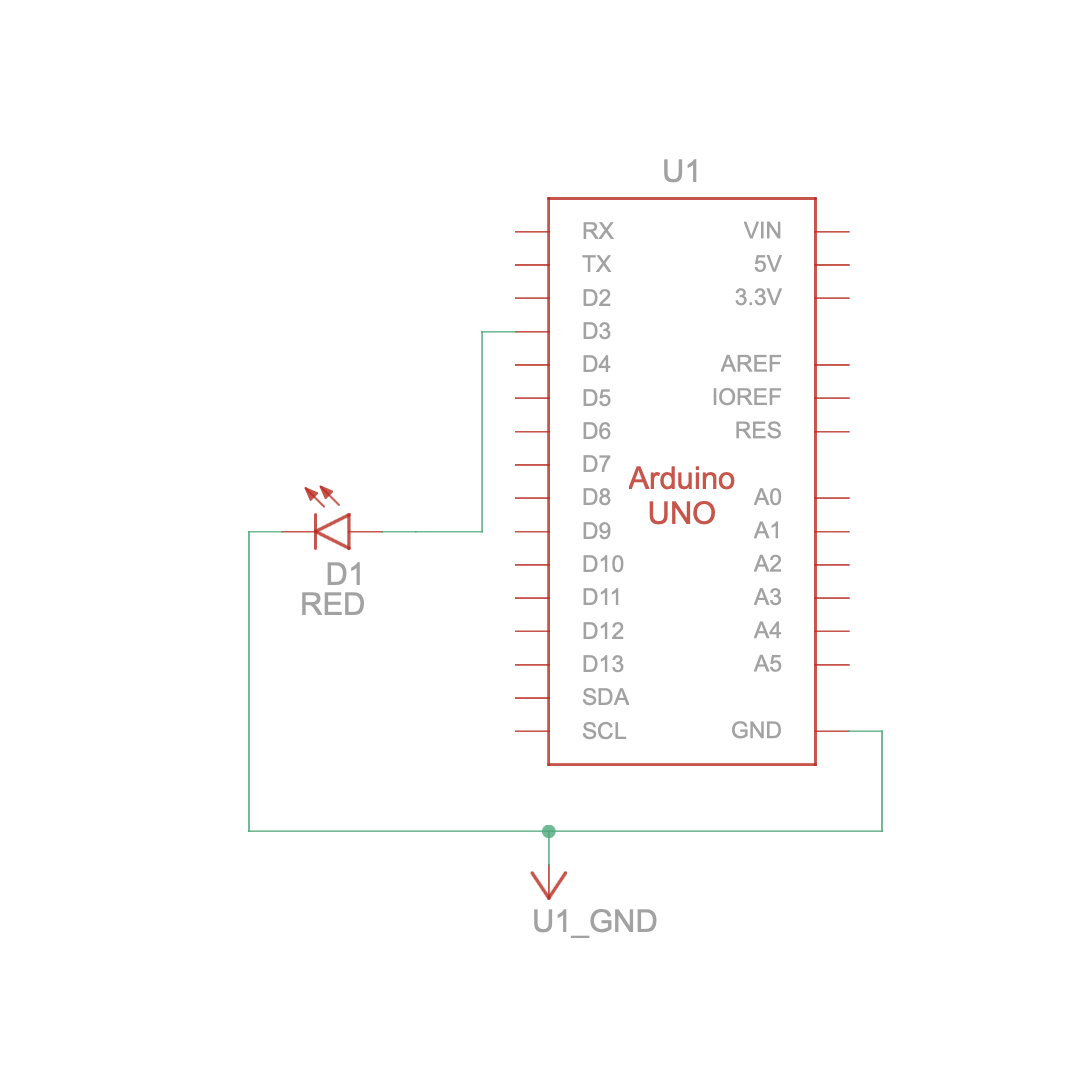 U1
RX VIN
TX 5V
D2 3.3V
D3
D4 AREF
D5 IOREF
D6 RES
D7
Arduino
D8 A0
UNO
D9 A1
D10 A2
D11 A3
D12 A4
D13 A5
SDA
SCL GND
D1
RED
U1_GND